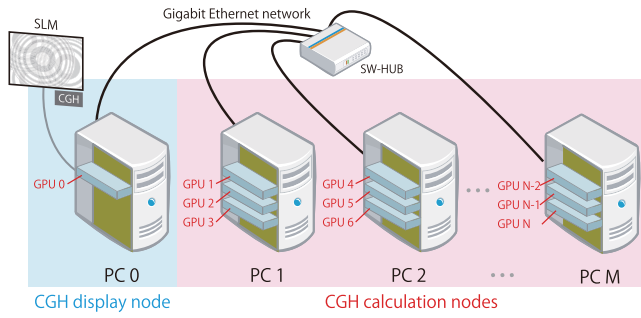 Gigabit Ethernet network
SLM
CGH
SW-HUB
GPU 0
GPU 1
GPU 2
GPU 3
GPU 4
GPU 5
GPU 6
GPU N-2
GPU N-1
GPU N
PC 0
PC 1
PC 2
PC M
CGH display node
CGH calculation nodes